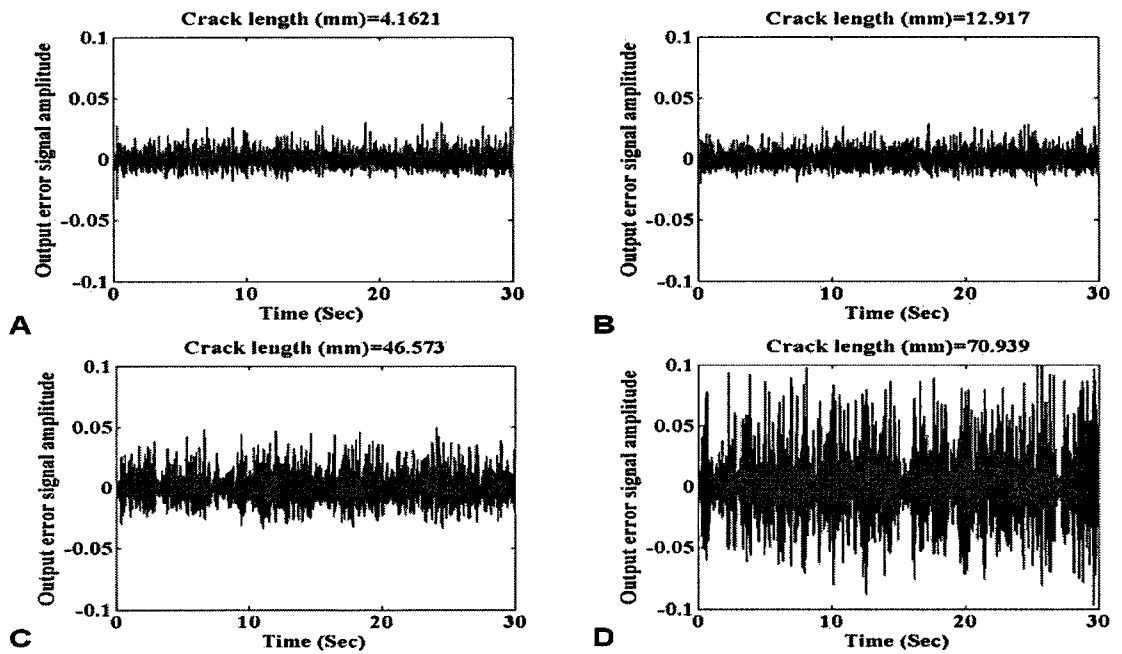 Crack length (mm)=4.1621
Output error signal amplitude
0.1
0.05
0
-0.05
-0.1
0
10
20
30
Time (Sec)
A
Crack length (mm)=12.917
Output error signal amplitude
0.1
0.05
0
-0.05
-0.1
0
10
20
30
Time (Sec)
B
Crack length (mm)=46.573
Output error signal amplitude
0.1
0.05
0
-0.05
-0.1
0
10
20
30
Time (Sec)
C
Crack length (mm)=70.939
Output error signal amplitude
0.1
0.05
0
-0.05
-0.1
0
10
20
30
Time (Sec)
D